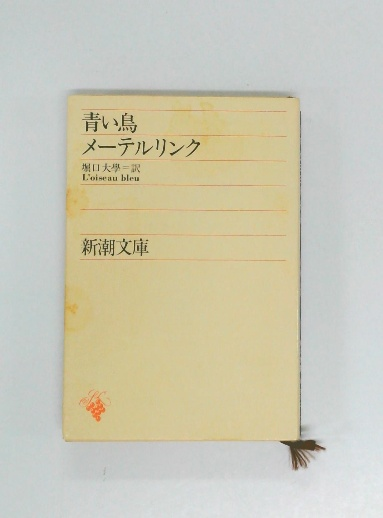 青い鳥
メーテルリンク
堀口大學＝訳
L'oiseau bleu
新潮文庫